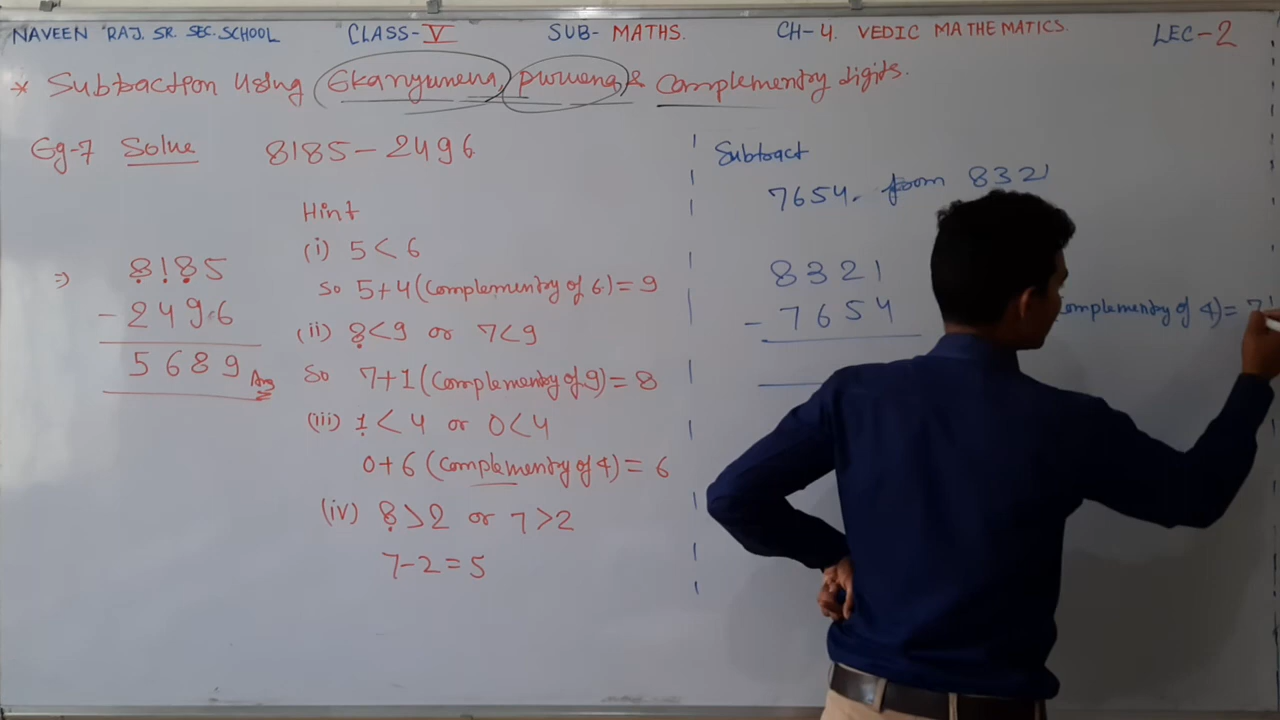 NAVEEN RAJ. SR. SEC. SCHOOL CLASS-V SUB- MATHS. CH-4. VEDIC MATHEMATICS. LEC-2
* Subtraction Using Ekanyunena, purvena & Complementry digits.
Eg-7 Solve 8185-2496
Hint
(i) 5<6
⇒ 8185
so 5+4 (Complementry of 6) = 9
- 2496
(ii) 8<9 or 7<9
5689 Ans
So 7+1 (Complementry of 9) = 8
(iii) 1<4 or 0<4
0+6 (Complementry of 4) = 6
(iv) 8>2 or 7>2
7-2=5
Subtract
7654 from 8321
8321
- 7654
Complementry of 4) = 7